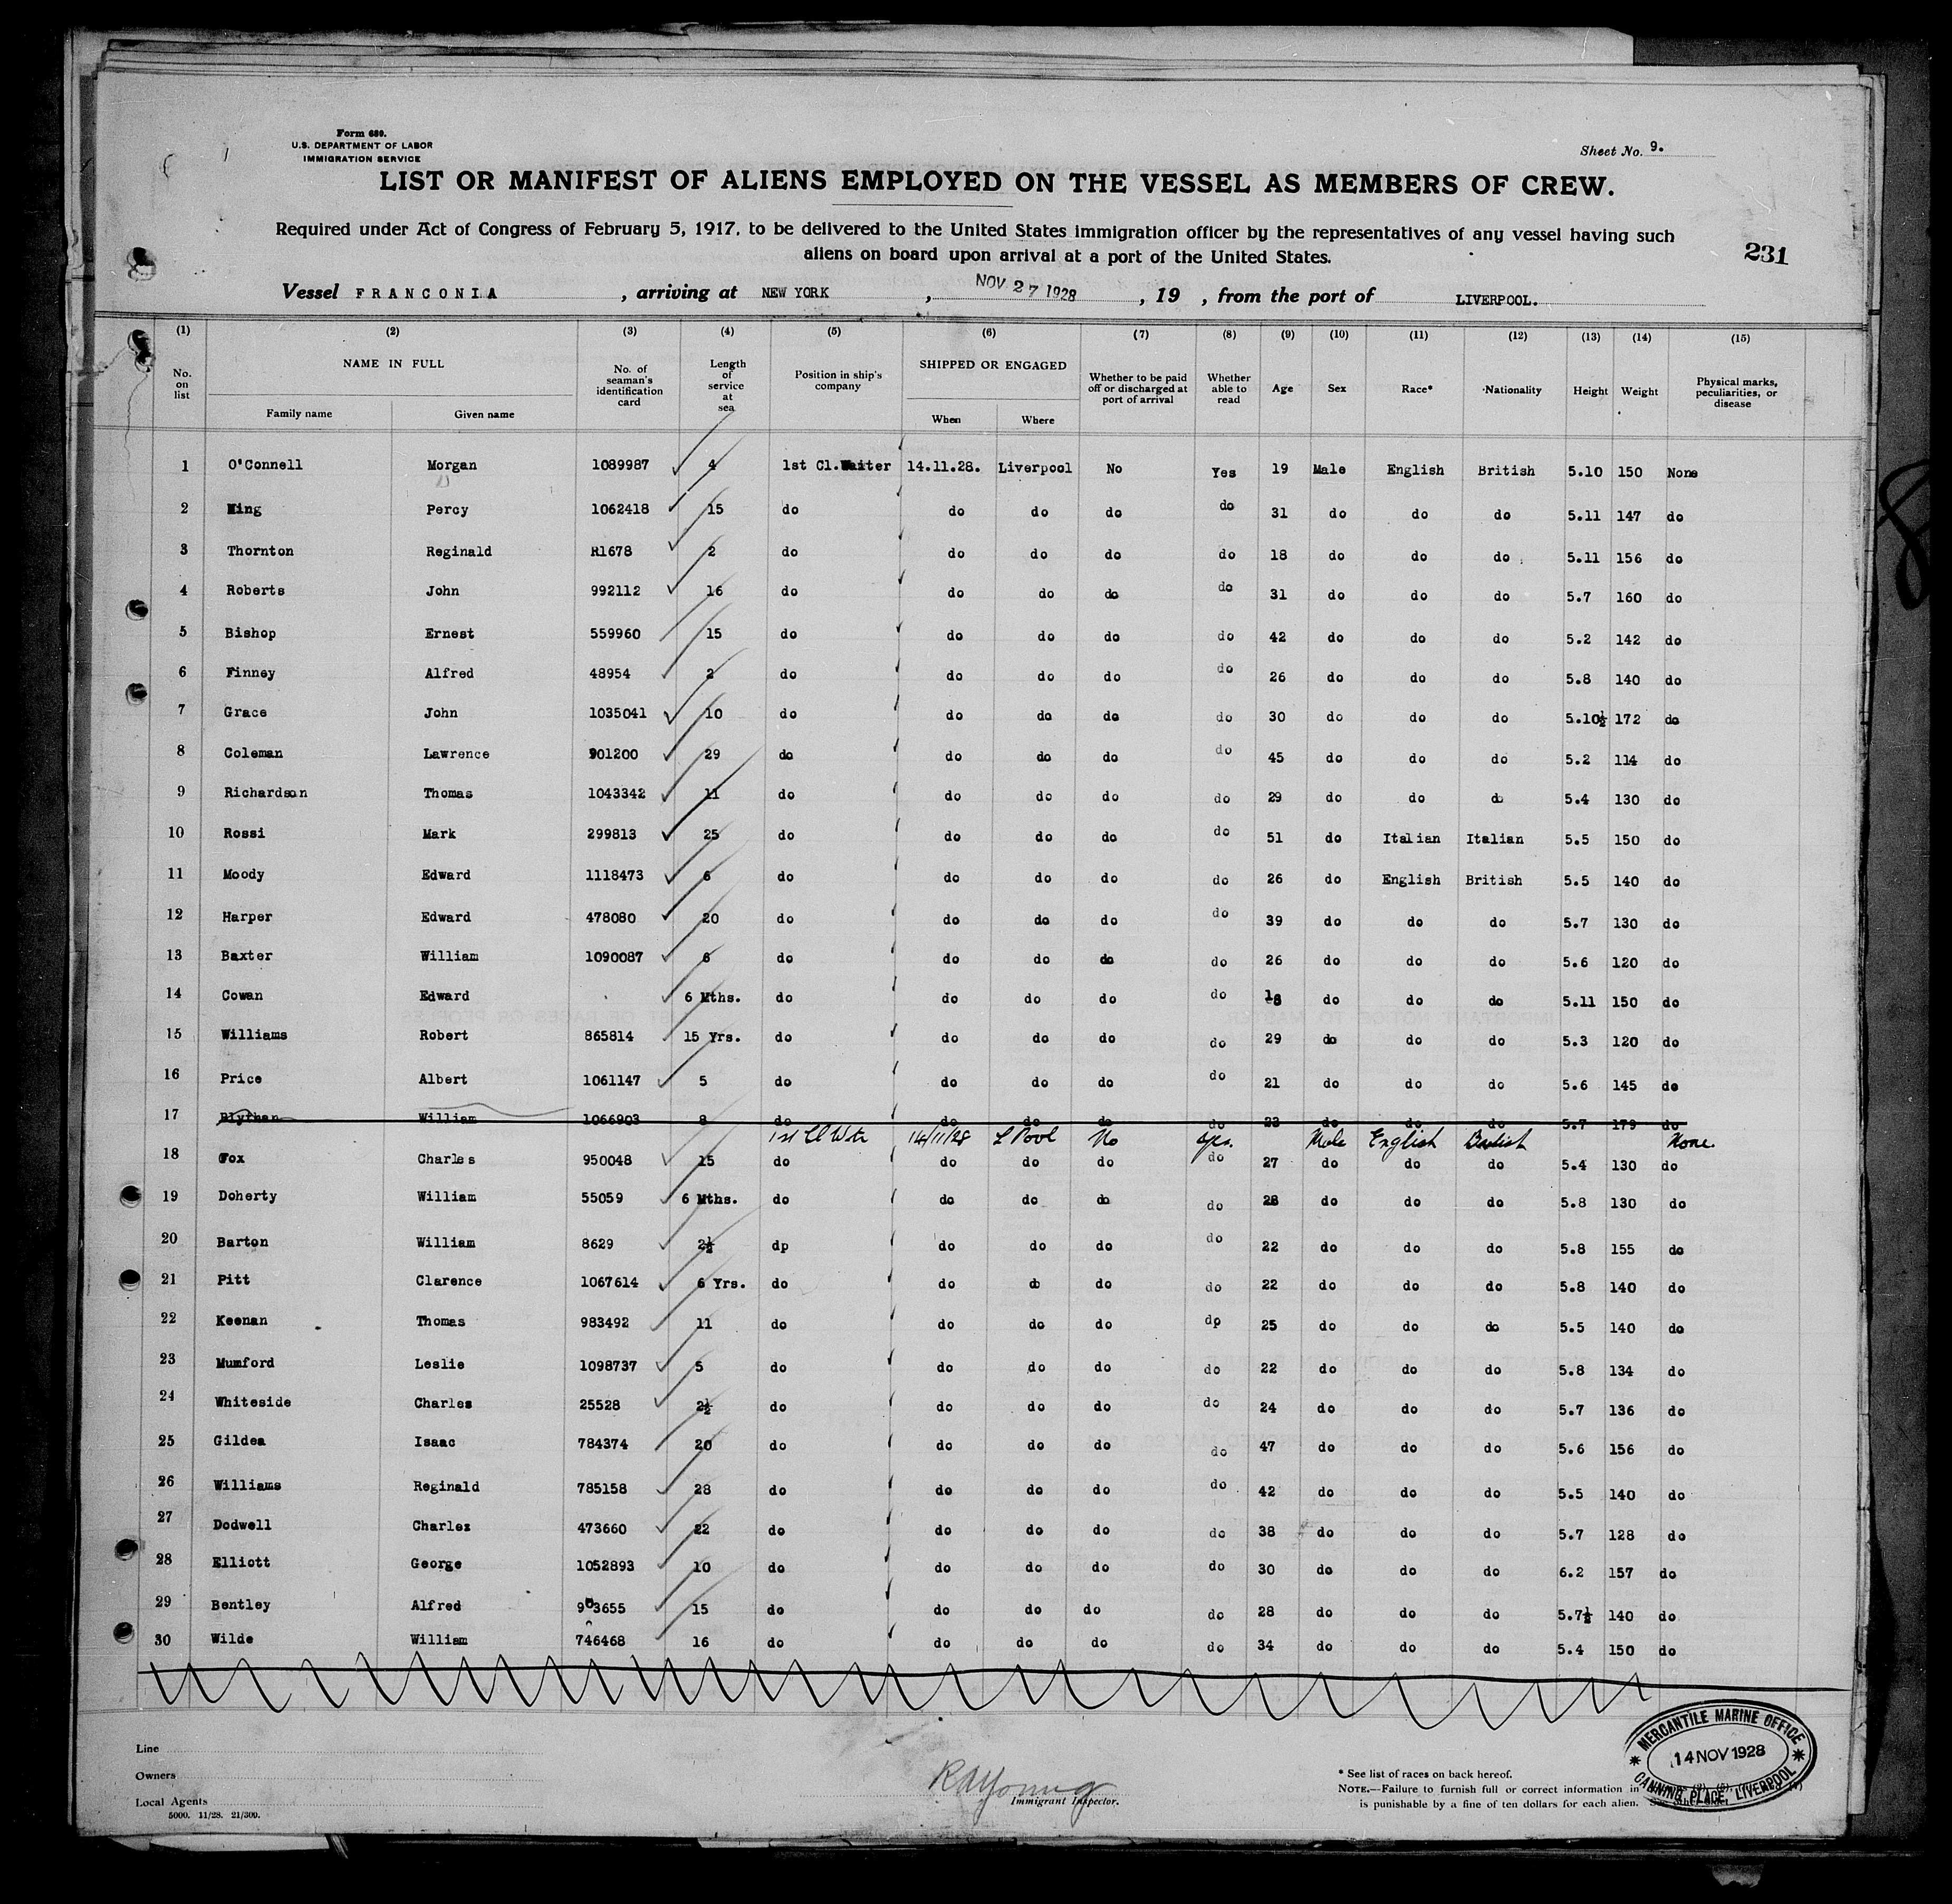 Form 689.
U.S. DEPARTMENT OF LABOR
IMMIGRATION SERVICE
Sheet No. 9.
LIST OR MANIFEST OF ALIENS EMPLOYED ON THE VESSEL AS MEMBERS OF CREW.
Required under Act of Congress of February 5, 1917, to be delivered to the United States immigration officer by the representatives of any vessel having such
aliens on board upon arrival at a port of the United States.
231
Vessel FRANCONIA , arriving at NEW YORK , NOV 27 1928 , 19 , from the port of LIVERPOOL.
(1) (2) (3) (4) (5) (6) (7) (8) (9) (10) (11) (12) (13) (14) (15)
No. on list NAME IN FULL Family name Given name No. of seaman's identification card Length of service at sea Position in ship's company SHIPPED OR ENGAGED When Where Whether to be paid off or discharged at port of arrival Whether able to read Age Sex Race* Nationality Height Weight Physical marks, peculiarities, or disease
1 O'Connell Morgan 1089987 4 1st Cl.Waiter 14.11.28. Liverpool No Yes 19 Male English British 5.10 150 None
2 King Percy 1062418 15 do do do do do 31 do do do 5.11 147 do
3 Thornton Reginald R1678 2 do do do do do 18 do do do 5.11 156 do
4 Roberts John 992112 16 do do do do do 31 do do do 5.7 160 do
5 Bishop Ernest 559960 15 do do do do do 42 do do do 5.2 142 do
6 Finney Alfred 48954 2 do do do do do 26 do do do 5.8 140 do
7 Grace John 1035041 10 do do do do do 30 do do do 5.10½ 172 do
8 Coleman Lawrence 901200 29 do do do do do 45 do do do 5.2 114 do
9 Richardson Thomas 1043342 11 do do do do do 29 do do do 5.4 130 do
10 Rossi Mark 299813 25 do do do do do 51 do Italian Italian 5.5 150 do
11 Moody Edward 1118473 6 do do do do do 26 do English British 5.5 140 do
12 Harper Edward 478080 20 do do do do do 39 do do do 5.7 130 do
13 Baxter William 1090087 6 do do do do do 26 do do do 5.6 120 do
14 Cowan Edward 6 Mths. do do do do do 18 do do do 5.11 150 do
15 Williams Robert 865814 15 Yrs. do do do do do 29 do do do 5.3 120 do
16 Price Albert 1061147 5 do do do do do 21 do do do 5.6 145 do
17 Blythen William 1066903 8 do do do do do 23 do do do 5.7 179 do
1st Cl Wtr 14/11/28 L'Pool No yes. Male English British None
18 Fox Charles 950048 15 do do do do do 27 do do do 5.4 130 do
19 Doherty William 55059 6 Mths. do do do do do 28 do do do 5.8 130 do
20 Barton William 8629 2½ dp do do do do 22 do do do 5.8 155 do
21 Pitt Clarence 1067614 6 Yrs. do do do do do 22 do do do 5.8 140 do
22 Keenan Thomas 983492 11 do do do do dp 25 do do do 5.5 140 do
23 Mumford Leslie 1098737 5 do do do do do 22 do do do 5.8 134 do
24 Whiteside Charles 25528 2½ do do do do do 24 do do do 5.7 136 do
25 Gildea Isaac 784374 20 do do do do do 47 do do do 5.6 156 do
26 Williams Reginald 785158 28 do do do do do 42 do do do 5.5 140 do
27 Dodwell Charles 473660 22 do do do do do 38 do do do 5.7 128 do
28 Elliott George 1052893 10 do do do do do 30 do do do 6.2 157 do
29 Bentley Alfred 903655 15 do do do do do 28 do do do 5.7½ 140 do
30 Wilde William 746468 16 do do do do do 34 do do do 5.4 150 do
Line
Owners
Local Agents
5000. 11/28. 21/309.
R A Young
Immigrant Inspector.
* See list of races on back hereof.
NOTE.—Failure to furnish full or correct information in
is punishable by a fine of ten dollars for each alien.
MERCANTILE MARINE OFFICE
14 NOV 1928
CANNING PLACE, LIVERPOOL